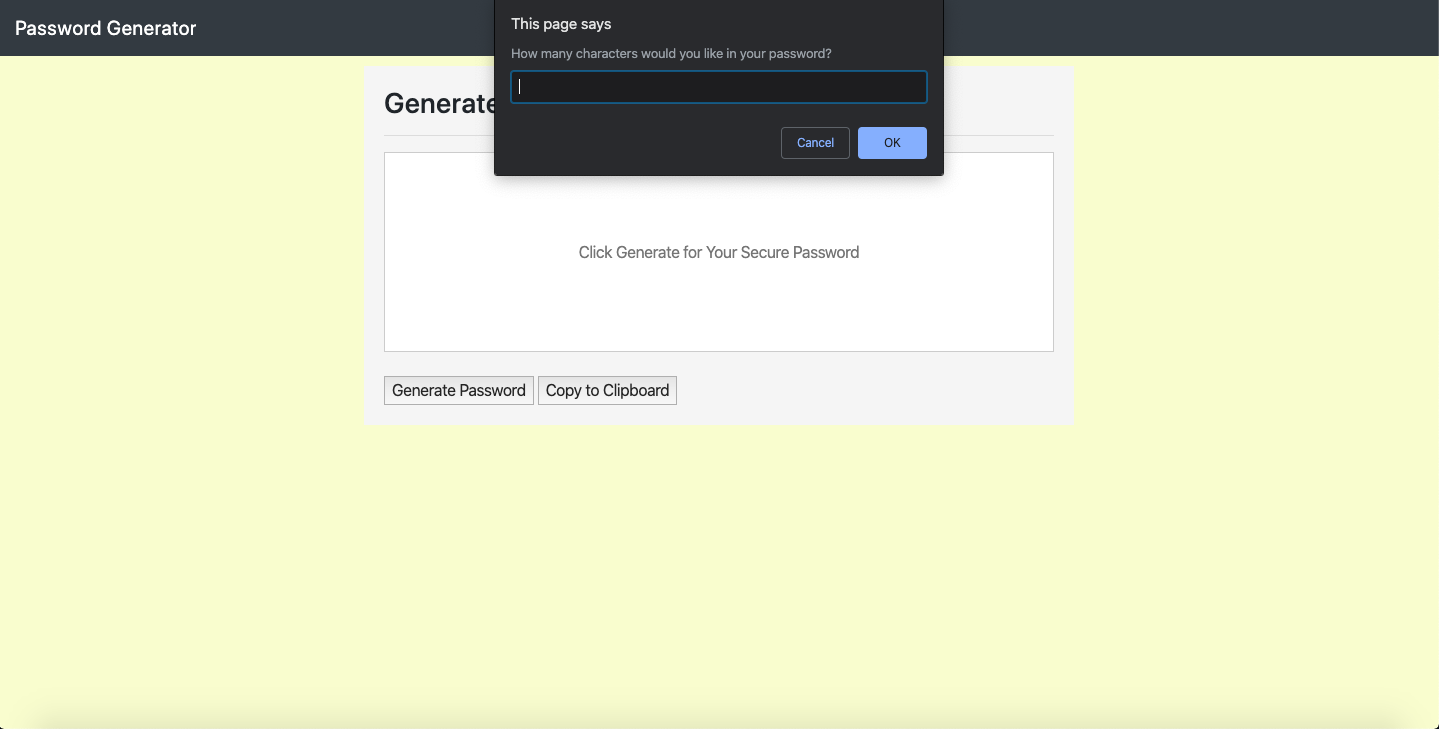 Password Generator
This page says
How many characters would you like in your password?
Cancel
OK
Generate
Click Generate for Your Secure Password
Generate Password
Copy to Clipboard